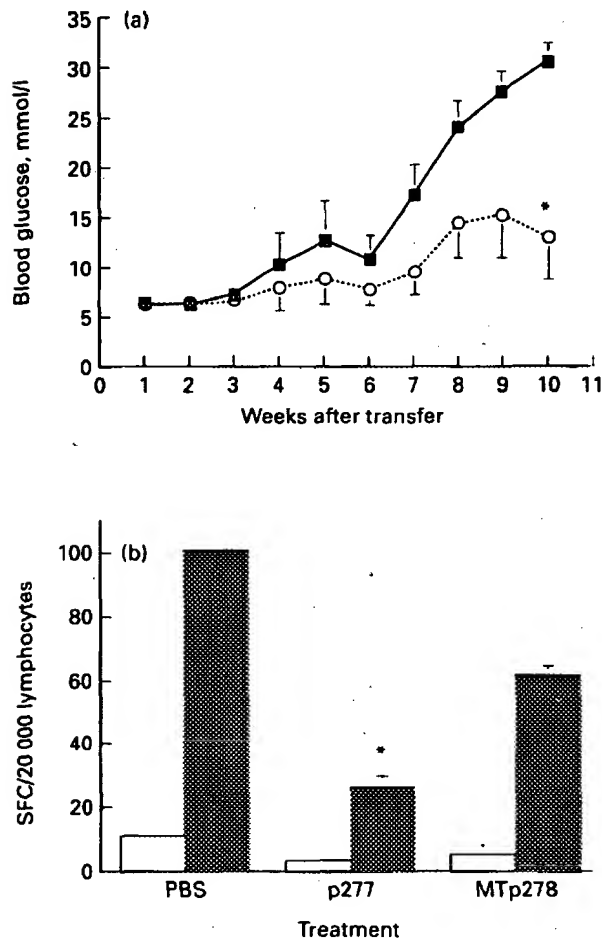 (a)
35
30
25
20
15
10
5
0
Blood glucose, mmol/l
*
0 1 2 3 4 5 6 7 8 9 10 11
Weeks after transfer
(b)
100
80
60
40
20
0
SFC/20 000 lymphocytes
*
PBS p277 MTp278
Treatment